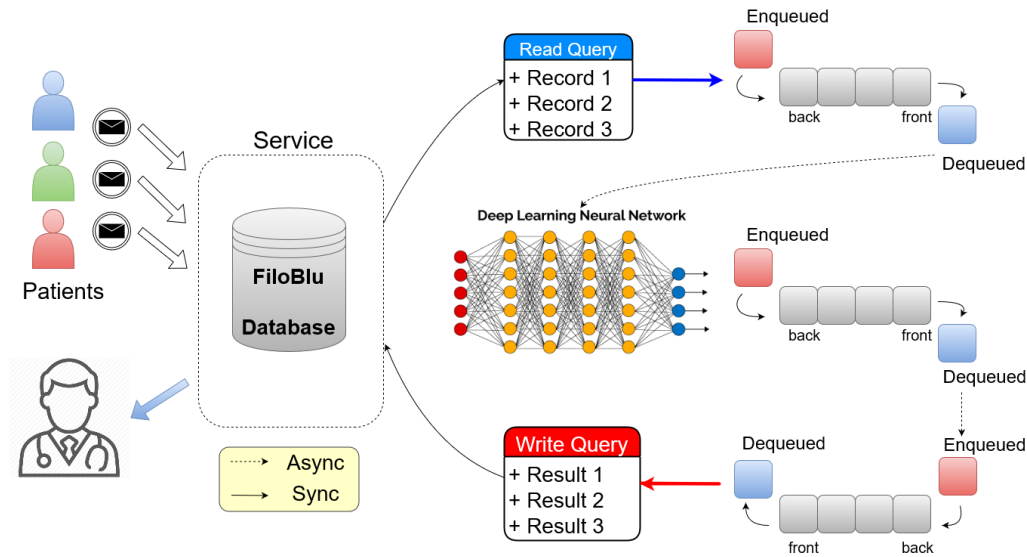 Patients
Service
FiloBlu
Database
Async
Sync
Read Query
+ Record 1
+ Record 2
+ Record 3
Enqueued
back
front
Dequeued
Deep Learning Neural Network
Enqueued
back
front
Dequeued
Write Query
+ Result 1
+ Result 2
+ Result 3
Dequeued
Enqueued
front
back